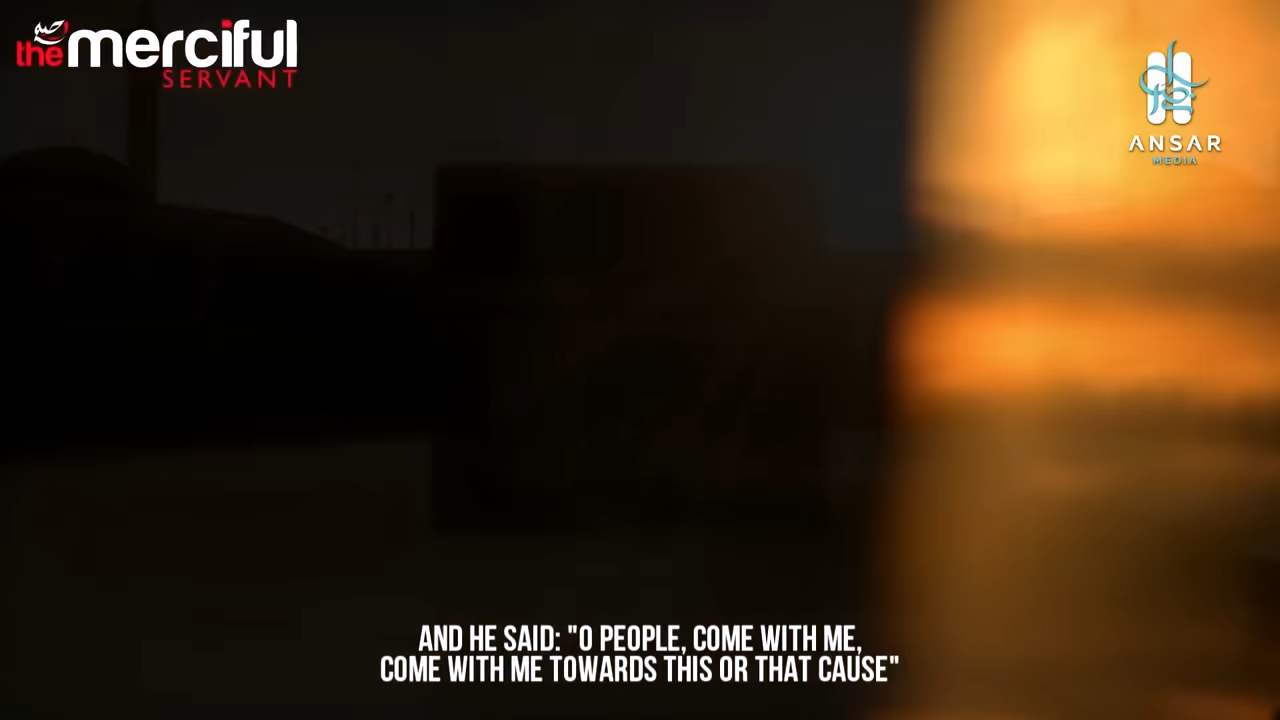 the merciful
SERVANT
ANSAR
MEDIA
AND HE SAID: "O PEOPLE, COME WITH ME,
COME WITH ME TOWARDS THIS OR THAT CAUSE"